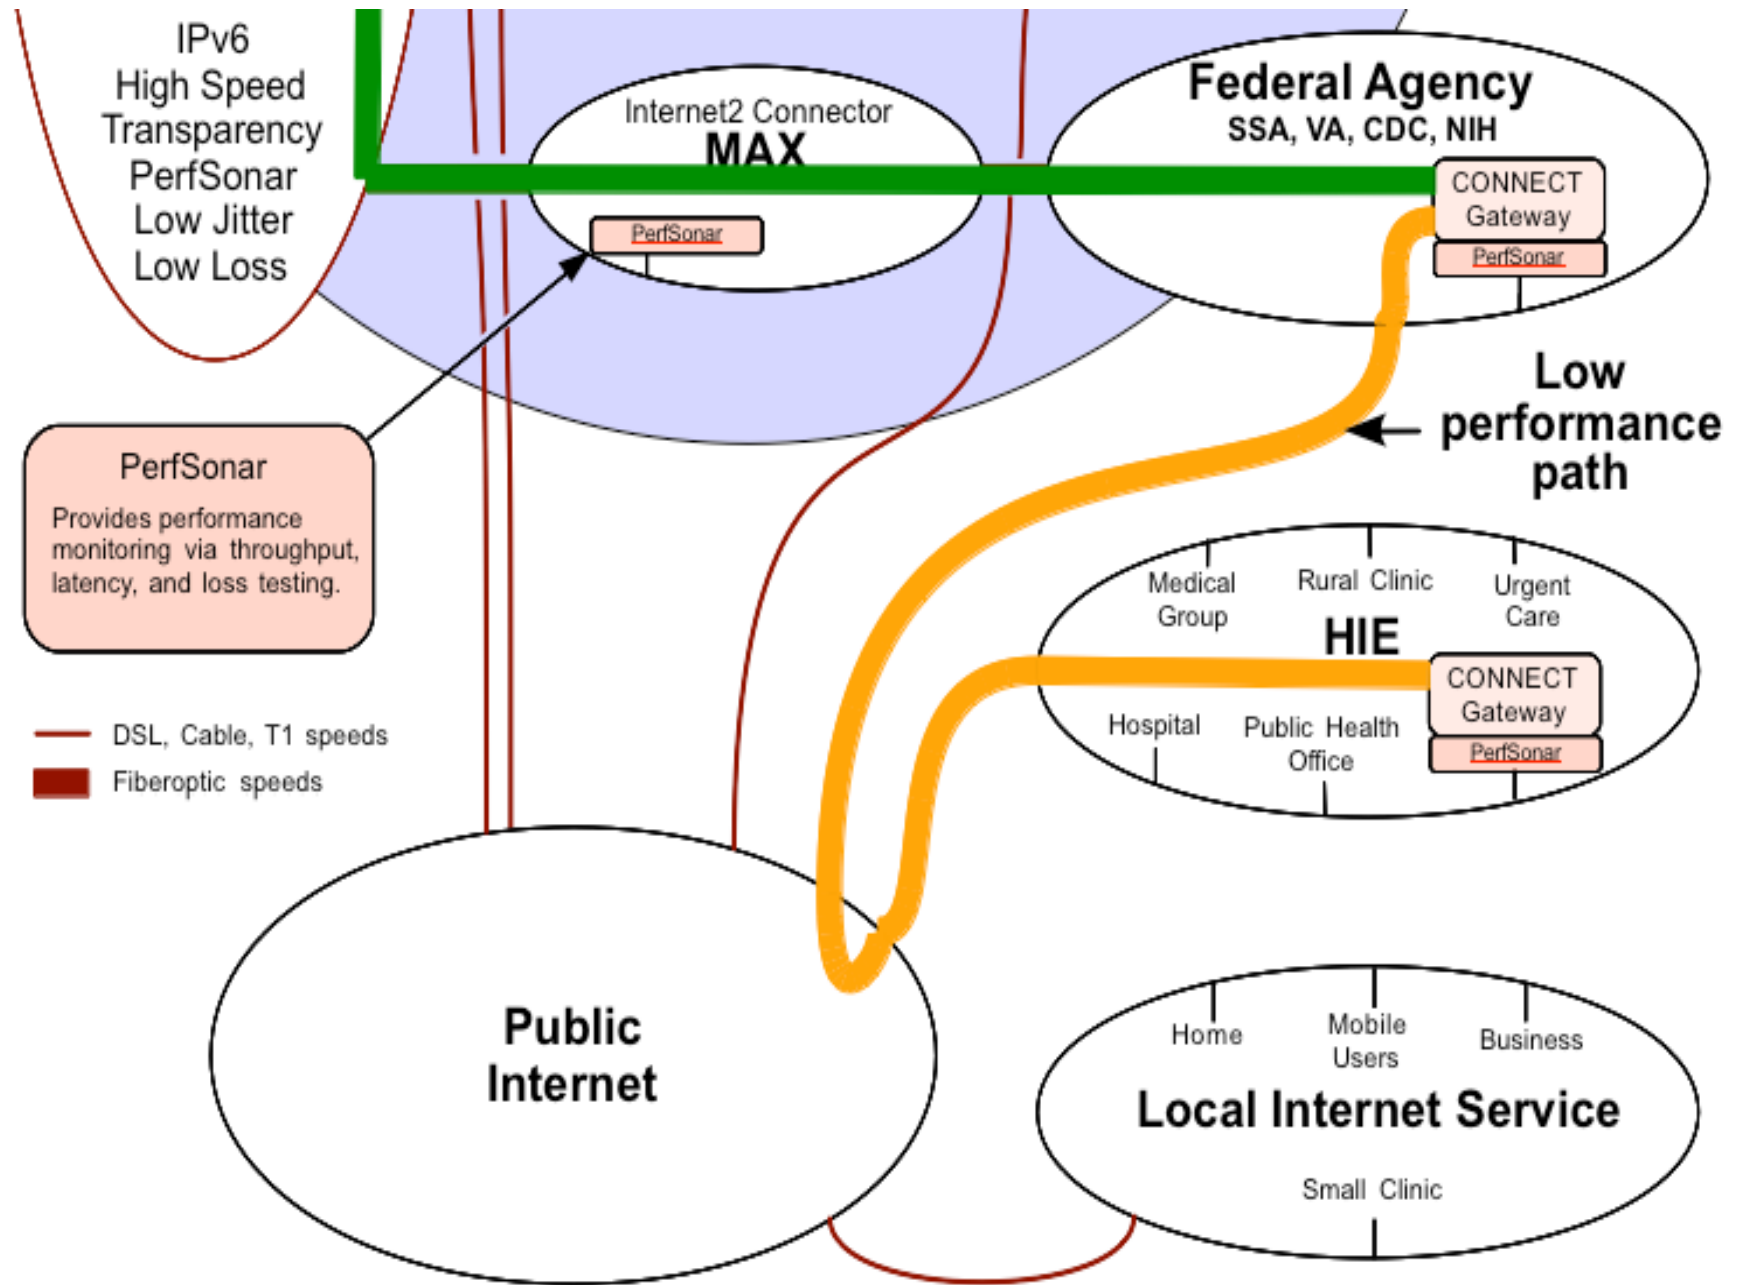 IPv6
High Speed
Transparency
PerfSonar
Low Jitter
Low Loss
Internet2 Connector
MAX
PerfSonar
Federal Agency
SSA, VA, CDC, NIH
CONNECT
Gateway
PerfSonar
Low
performance
path
PerfSonar
Provides performance
monitoring via throughput,
latency, and loss testing.
Medical
Group
Rural Clinic
Urgent
Care
HIE
CONNECT
Gateway
PerfSonar
Hospital
Public Health
Office
DSL, Cable, T1 speeds
Fiberoptic speeds
Public
Internet
Home
Mobile
Users
Business
Local Internet Service
Small Clinic